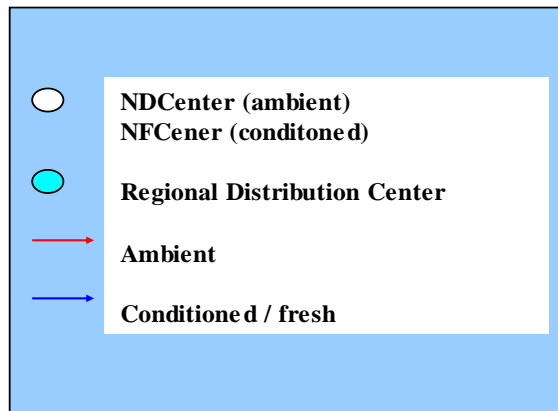 NDCenter (ambient)
NFCener (conditoned)
Regional Distribution Center
Ambient
Conditioned / fresh